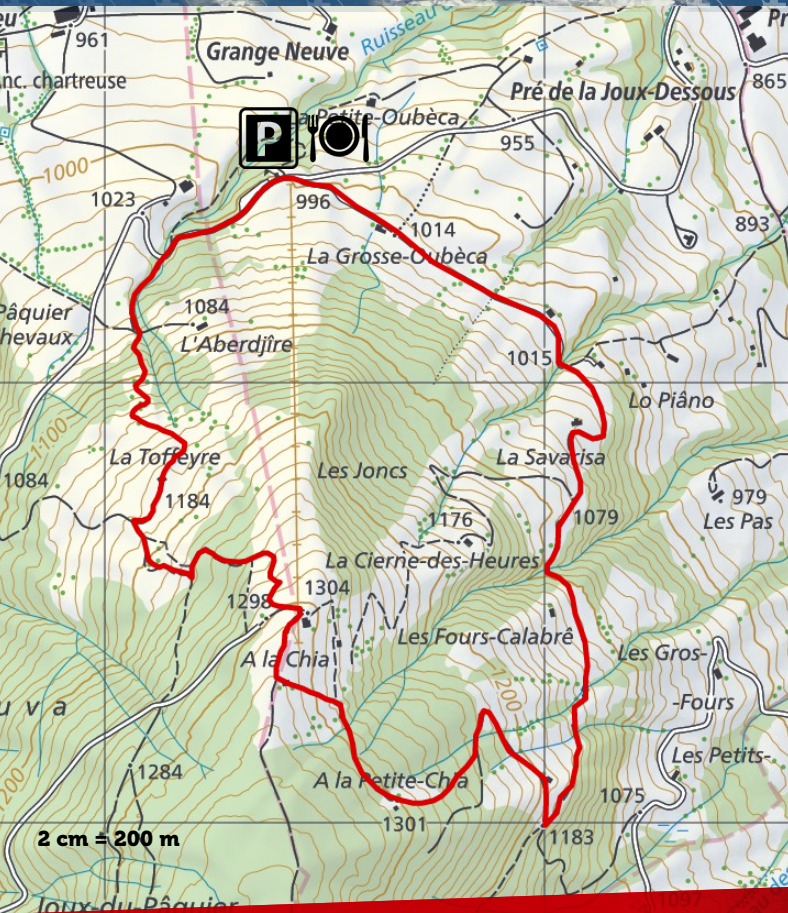 961
Grange Neuve
Ruisseau
nc. chartreuse
Pré de la Joux-Dessous
865
P
Petite-Oubèca
955
1000
1023
996
1014
893
La Grosse-Oubèca
Pâquier
1084
hevaux
L'Aberdjîre
1015
Lo Piâno
1100
La Toffeyre
Les Joncs
La Savarisa
1084
1184
979
1176
1079
Les Pas
La Cierne-des-Heures
1304
1298
Les Fours-Calabrê
A la Chia
Les Gros-
-Fours
1200
u v a
Les Petits-
1284
A la Petite-Chia
1200
1075
1301
2 cm = 200 m
1183
Joux-du-Pâquier
1097